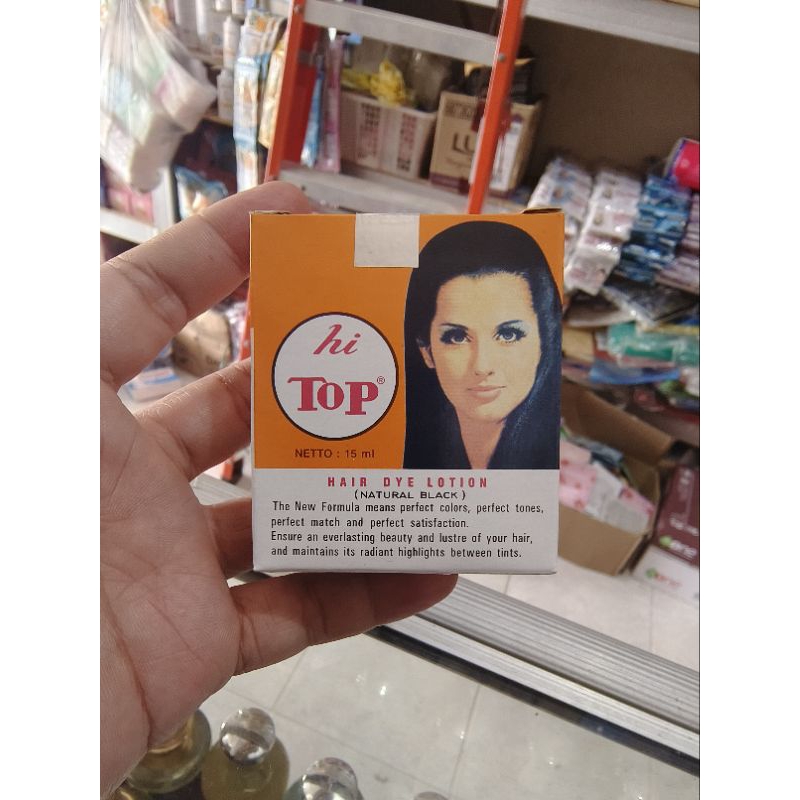 hi
TOP®
NETTO : 15 ml
HAIR DYE LOTION
(NATURAL BLACK)
The New Formula means perfect colors, perfect tones,
perfect match and perfect satisfaction.
Ensure an everlasting beauty and lustre of your hair,
and maintains its radiant highlights between tints.